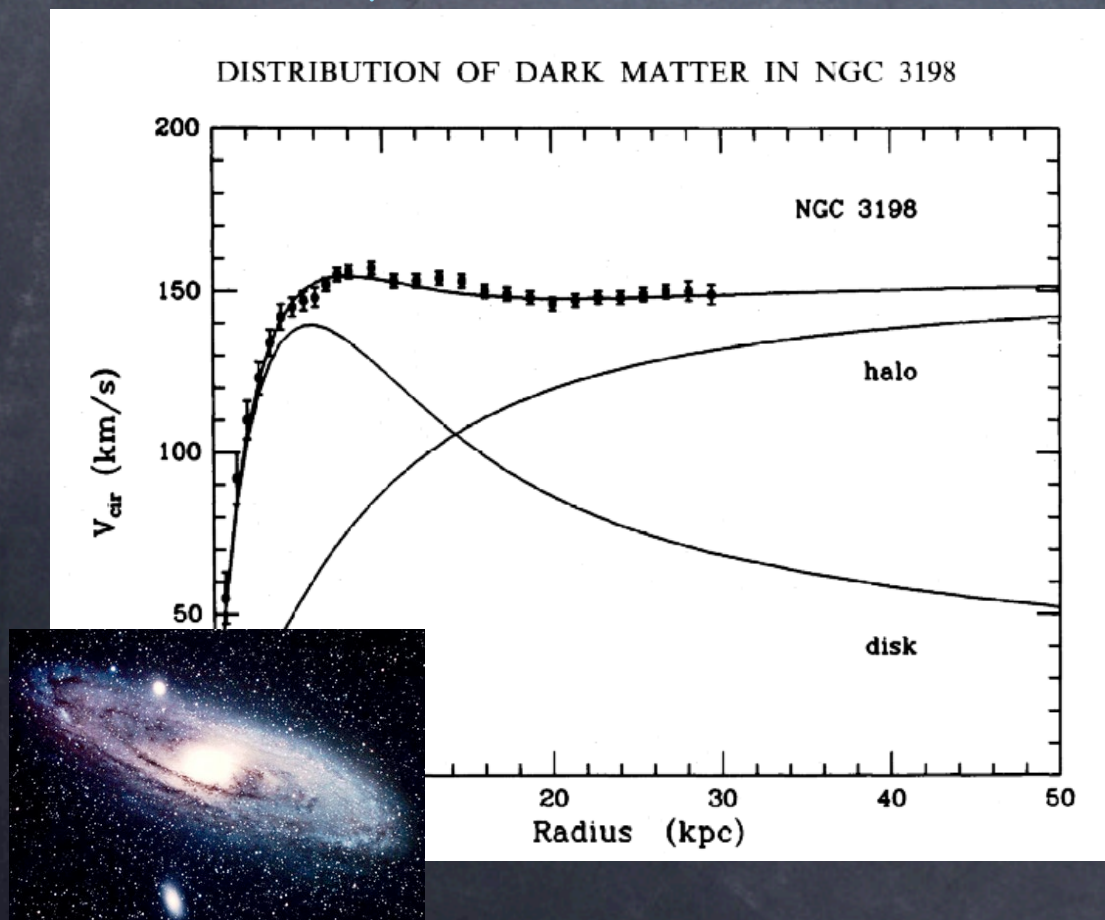 DISTRIBUTION OF DARK MATTER IN NGC 3198
200
NGC 3198
150
halo
V_cir (km/s)
100
50
disk
20 30 40 50
Radius (kpc)